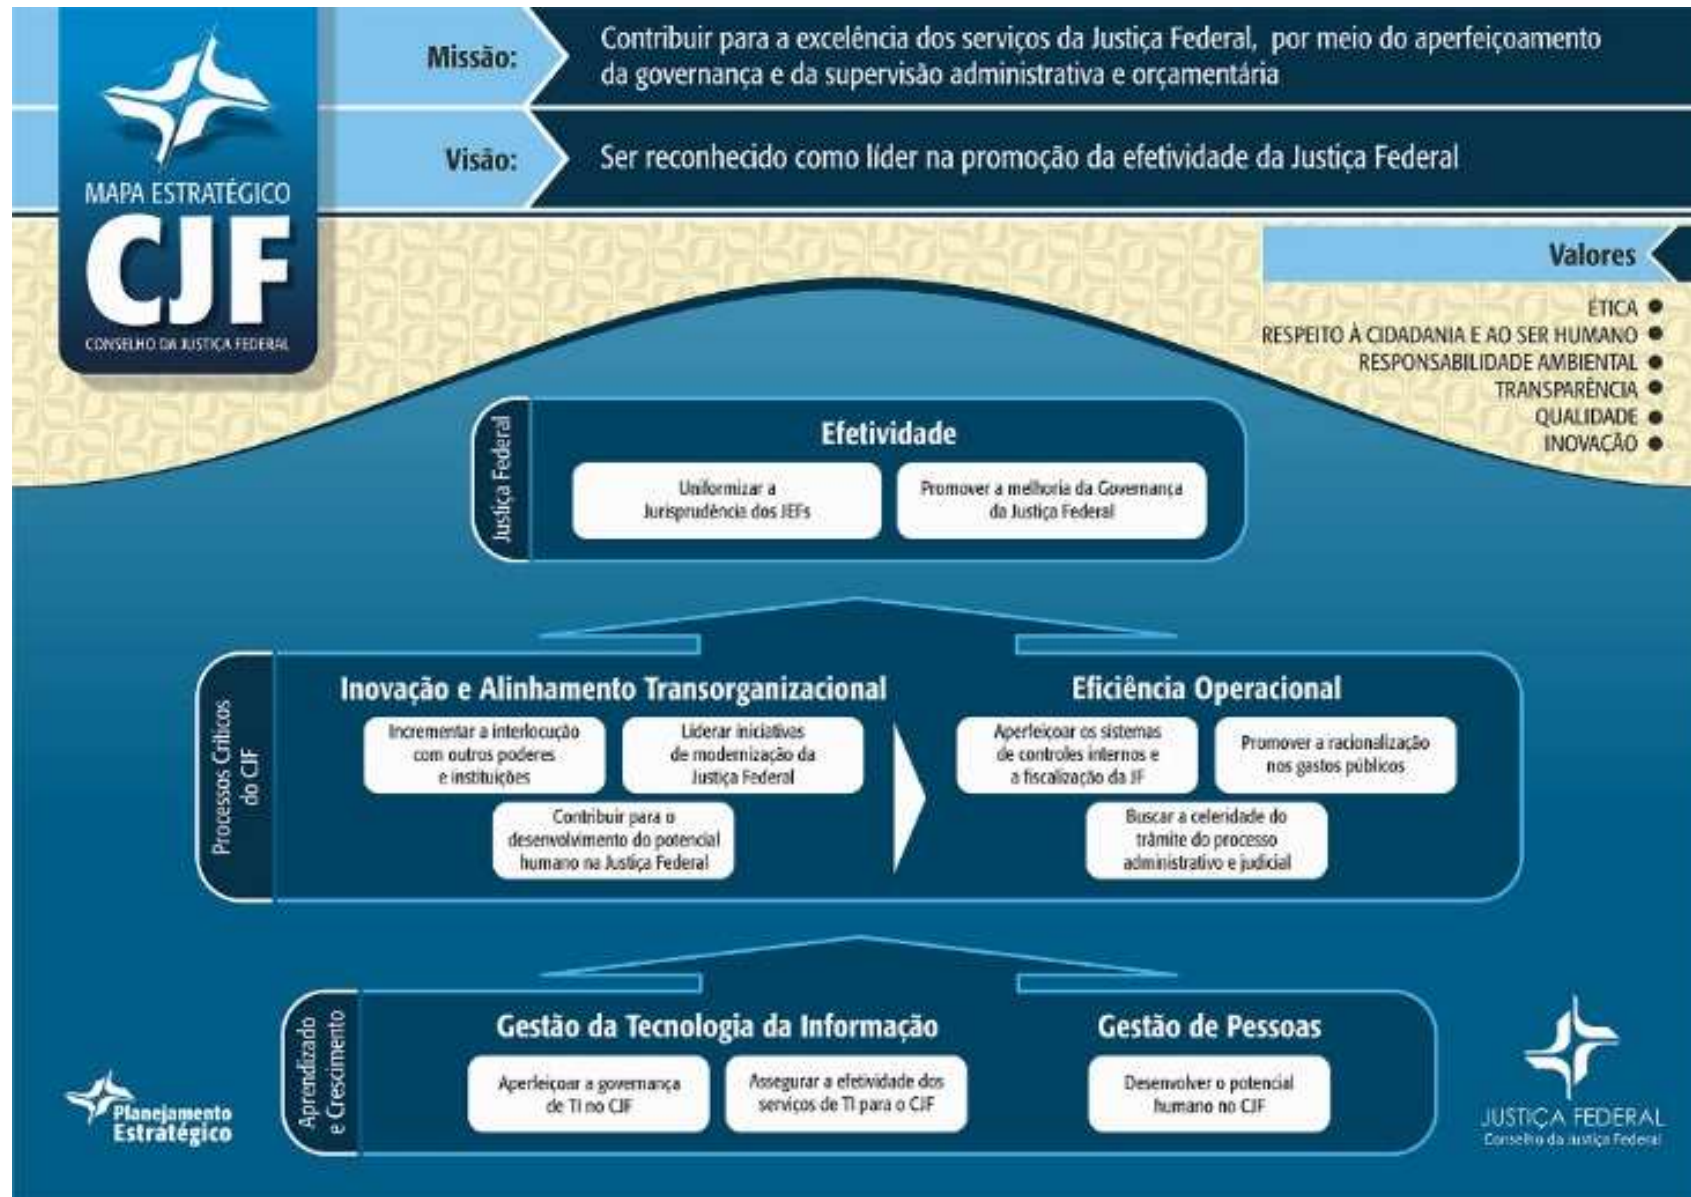 Missão:
Contribuir para a excelência dos serviços da Justiça Federal, por meio do aperfeiçoamento
da governança e da supervisão administrativa e orçamentária
Visão:
Ser reconhecido como líder na promoção da efetividade da Justiça Federal
MAPA ESTRATÉGICO
CJF
CONSELHO DA JUSTIÇA FEDERAL
Valores
ÉTICA
RESPEITO À CIDADANIA E AO SER HUMANO
RESPONSABILIDADE AMBIENTAL
TRANSPARÊNCIA
QUALIDADE
INOVAÇÃO
Justiça Federal
Efetividade
Uniformizar a
Jurisprudência dos JEFs
Promover a melhoria da Governança
da Justiça Federal
Processos Críticos
do CJF
Inovação e Alinhamento Transorganizacional
Incrementar a interlocução
com outros poderes
e instituições
Liderar iniciativas
de modernização da
Justiça Federal
Contribuir para o
desenvolvimento do potencial
humano na Justiça Federal
Eficiência Operacional
Aperfeiçoar os sistemas
de controles internos e
a fiscalização da JF
Promover a racionalização
nos gastos públicos
Buscar a celeridade do
trâmite do processo
administrativo e judicial
Aprendizado
e Crescimento
Gestão da Tecnologia da Informação
Aperfeiçoar a governança
de TI no CJF
Assegurar a efetividade dos
serviços de TI para o CJF
Gestão de Pessoas
Desenvolver o potencial
humano no CJF
Planejamento
Estratégico
JUSTIÇA FEDERAL
Conselho da Justiça Federal